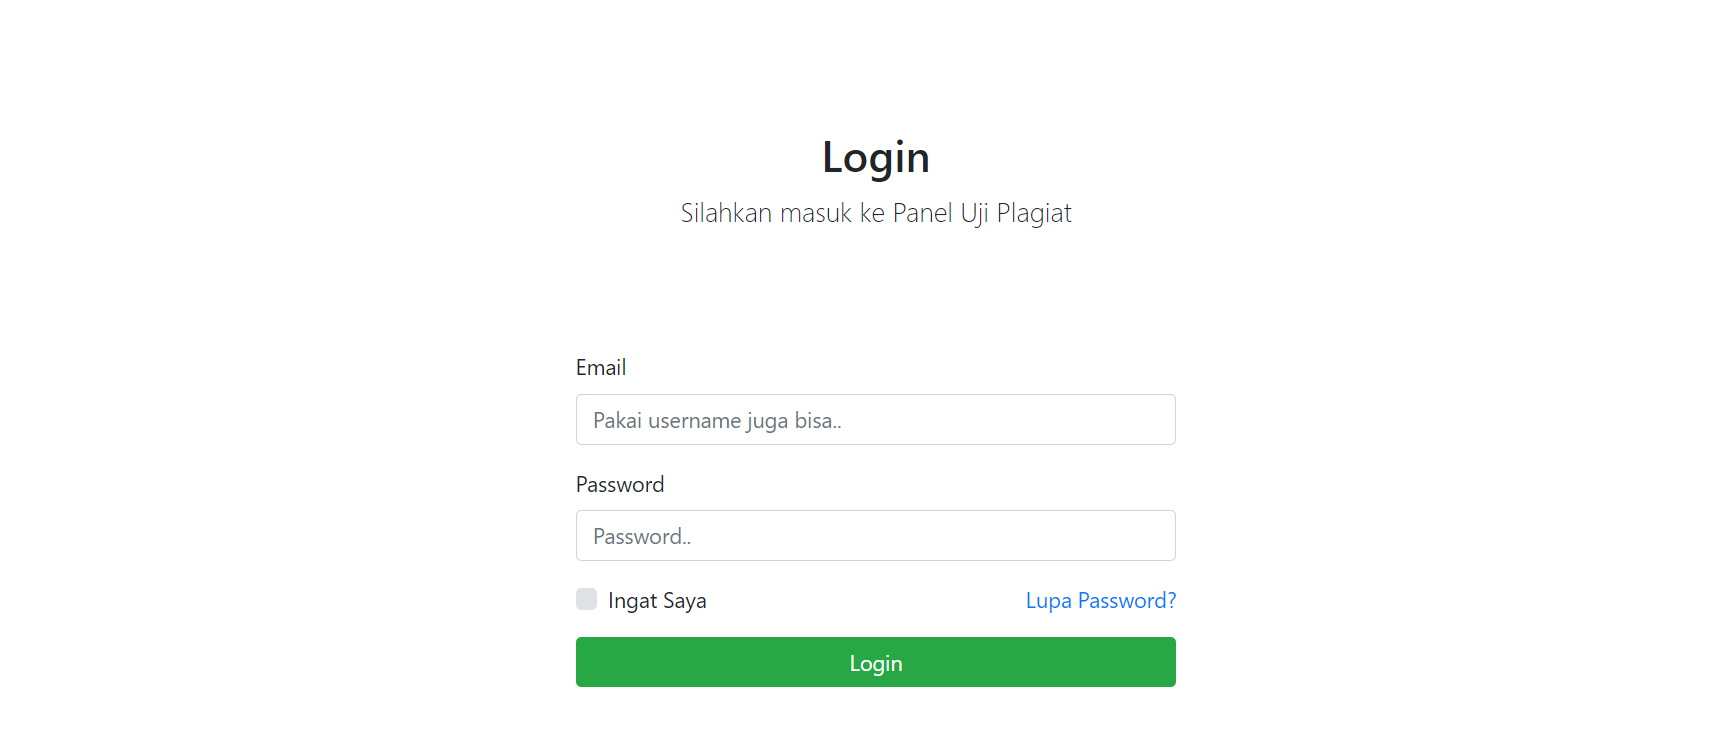 Login
Silahkan masuk ke Panel Uji Plagiat
Email
Pakai username juga bisa..
Password
Password..
Ingat Saya
Lupa Password?
Login